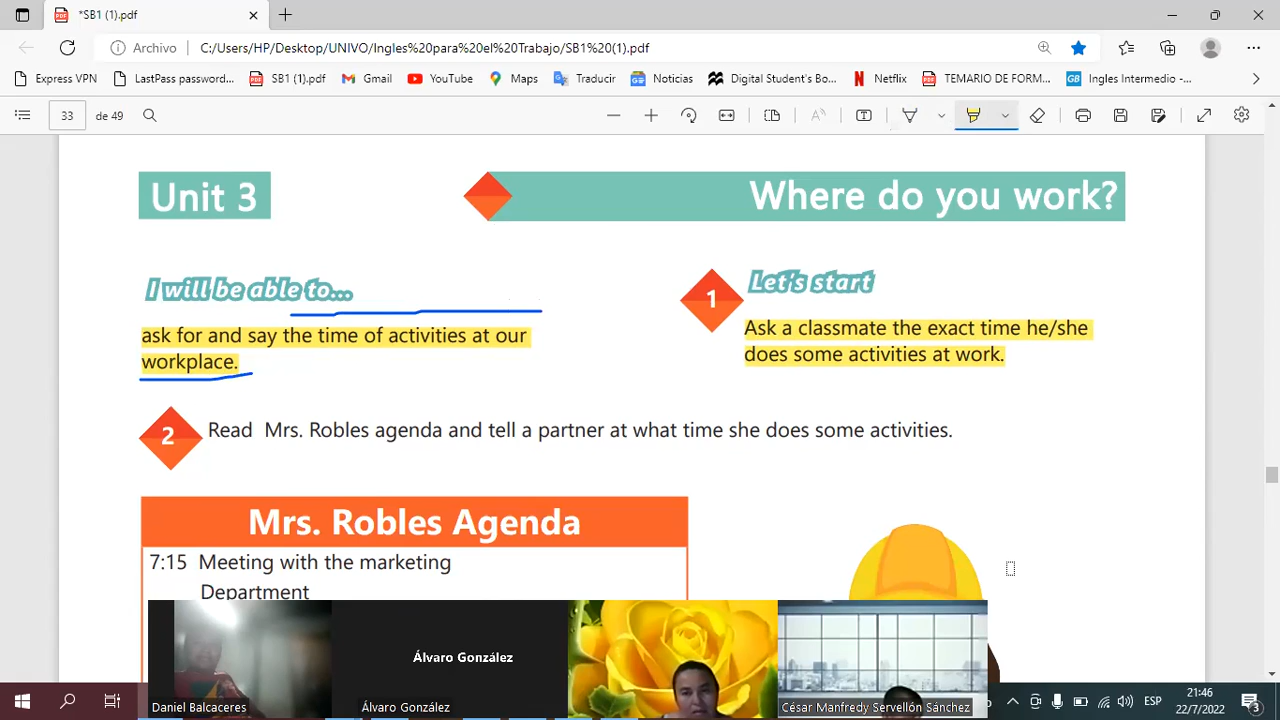 *SB1 (1).pdf
Archivo
C:/Users/HP/Desktop/UNIVO/Ingles%20para%20el%20Trabajo/SB1%20(1).pdf
Express VPN
LastPass password...
SB1 (1).pdf
Gmail
YouTube
Maps
Traducir
Noticias
Digital Student's Bo...
Netflix
TEMARIO DE FORM...
Ingles Intermedio -...
33
de 49
Unit 3
Where do you work?
I will be able to...
ask for and say the time of activities at our
workplace.
1
Let's start
Ask a classmate the exact time he/she
does some activities at work.
2
Read Mrs. Robles agenda and tell a partner at what time she does some activities.
Mrs. Robles Agenda
7:15 Meeting with the marketing
Department
Álvaro González
Daniel Balcaceres
Álvaro González
César Manfredy Servellón Sánchez
ESP
21:46
22/7/2022
3